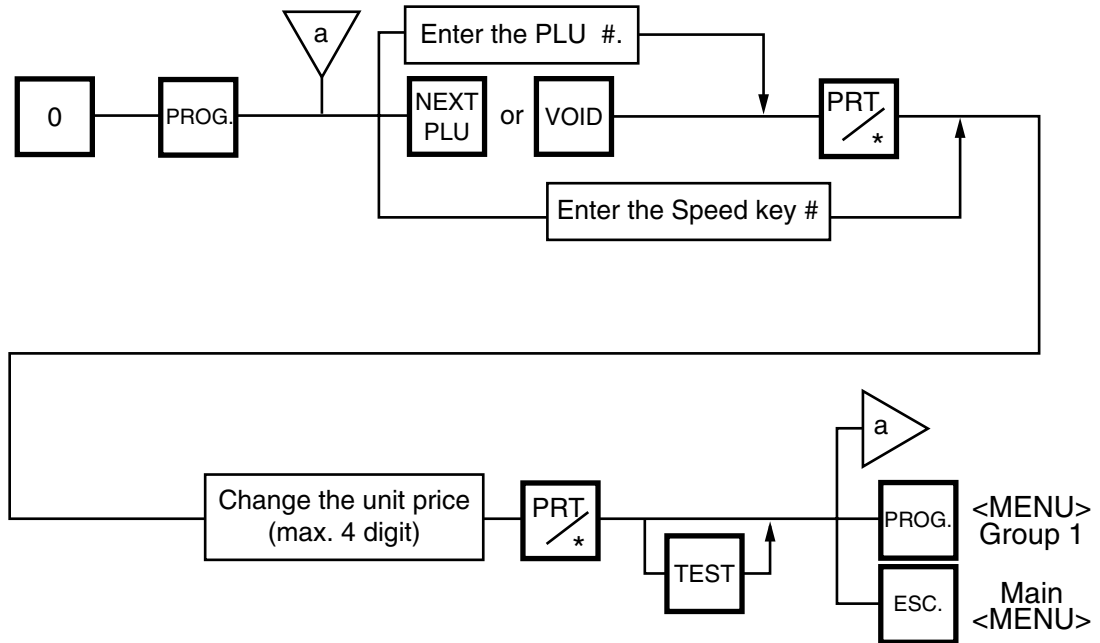 a
Enter the PLU #.
0
PROG.
NEXT
PLU
or
VOID
PRT
*
Enter the Speed key #
a
Change the unit price
(max. 4 digit)
PRT
*
PROG.
<MENU>
Group 1
TEST
ESC.
Main
<MENU>